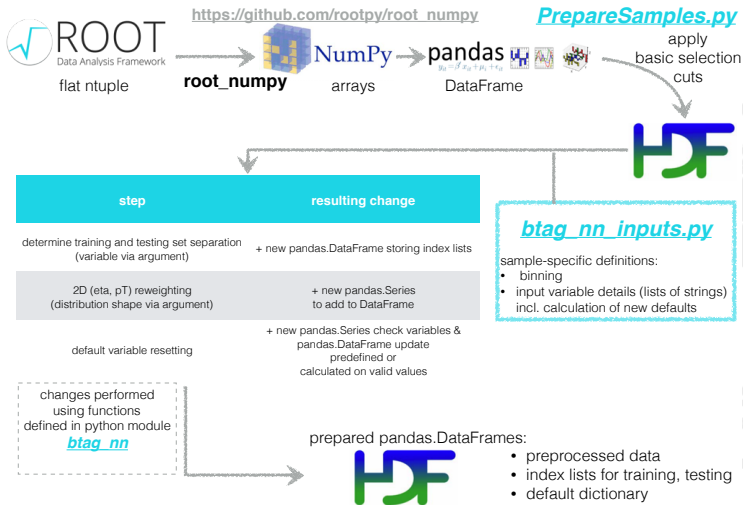 https://github.com/rootpy/root_numpy
PrepareSamples.py
ROOT
Data Analysis Framework
flat ntuple
root_numpy
NumPy
arrays
pandas
DataFrame
apply
basic selection
cuts
HDF
step
resulting change
determine training and testing set separation
(variable via argument)
+ new pandas.DataFrame storing index lists
2D (eta, pT) reweighting
(distribution shape via argument)
+ new pandas.Series
to add to DataFrame
default variable resetting
+ new pandas.Series check variables &
pandas.DataFrame update
predefined or
calculated on valid values
btag_nn_inputs.py
sample-specific definitions:
• binning
• input variable details (lists of strings)
incl. calculation of new defaults
changes performed
using functions
defined in python module
btag_nn
prepared pandas.DataFrames:
HDF
• preprocessed data
• index lists for training, testing
• default dictionary